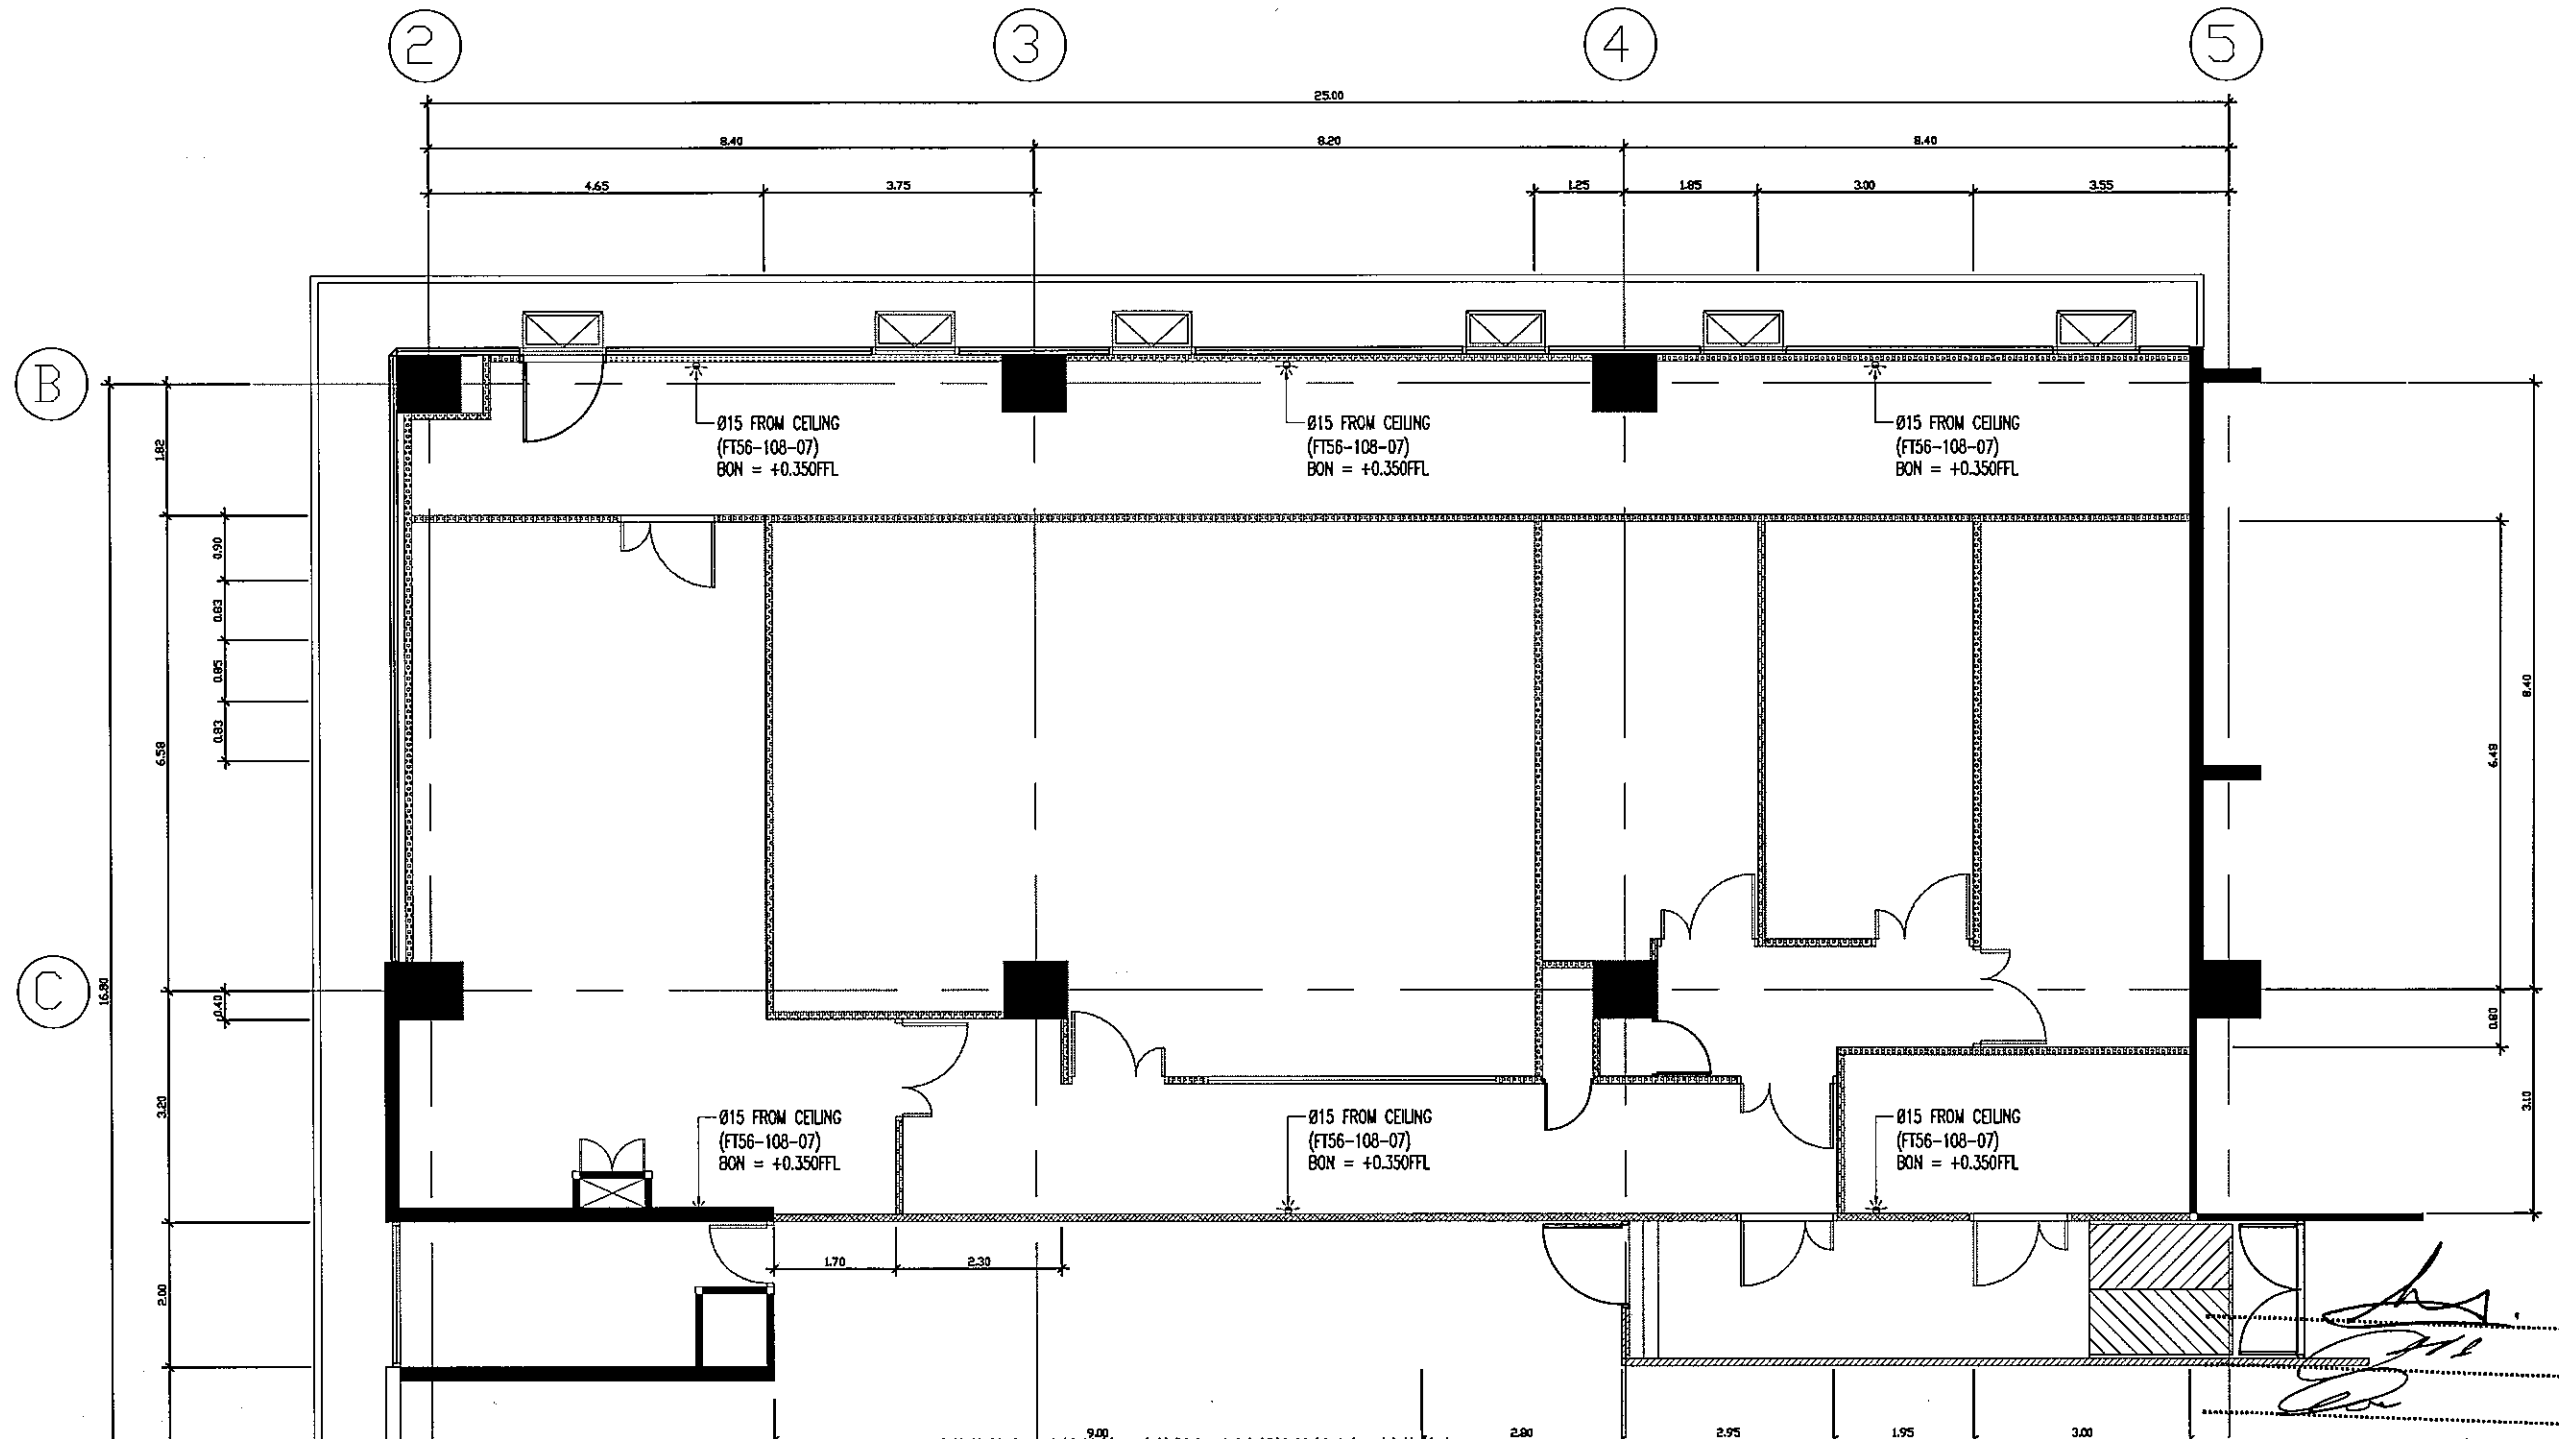 2
3
4
5
25.00
8.40
8.20
8.40
4.65
3.75
1.25
1.85
3.00
3.55
B
Ø15 FROM CEILING
(FT56-108-07)
BON = +0.350FFL
Ø15 FROM CEILING
(FT56-108-07)
BON = +0.350FFL
Ø15 FROM CEILING
(FT56-108-07)
BON = +0.350FFL
1.82
0.90
0.83
0.85
0.83
6.58
8.40
6.48
C
16.80
0.40
0.80
3.20
3.10
Ø15 FROM CEILING
(FT56-108-07)
BON = +0.350FFL
Ø15 FROM CEILING
(FT56-108-07)
BON = +0.350FFL
Ø15 FROM CEILING
(FT56-108-07)
BON = +0.350FFL
1.70
2.30
2.00
9.00
2.80
2.95
1.95
3.00